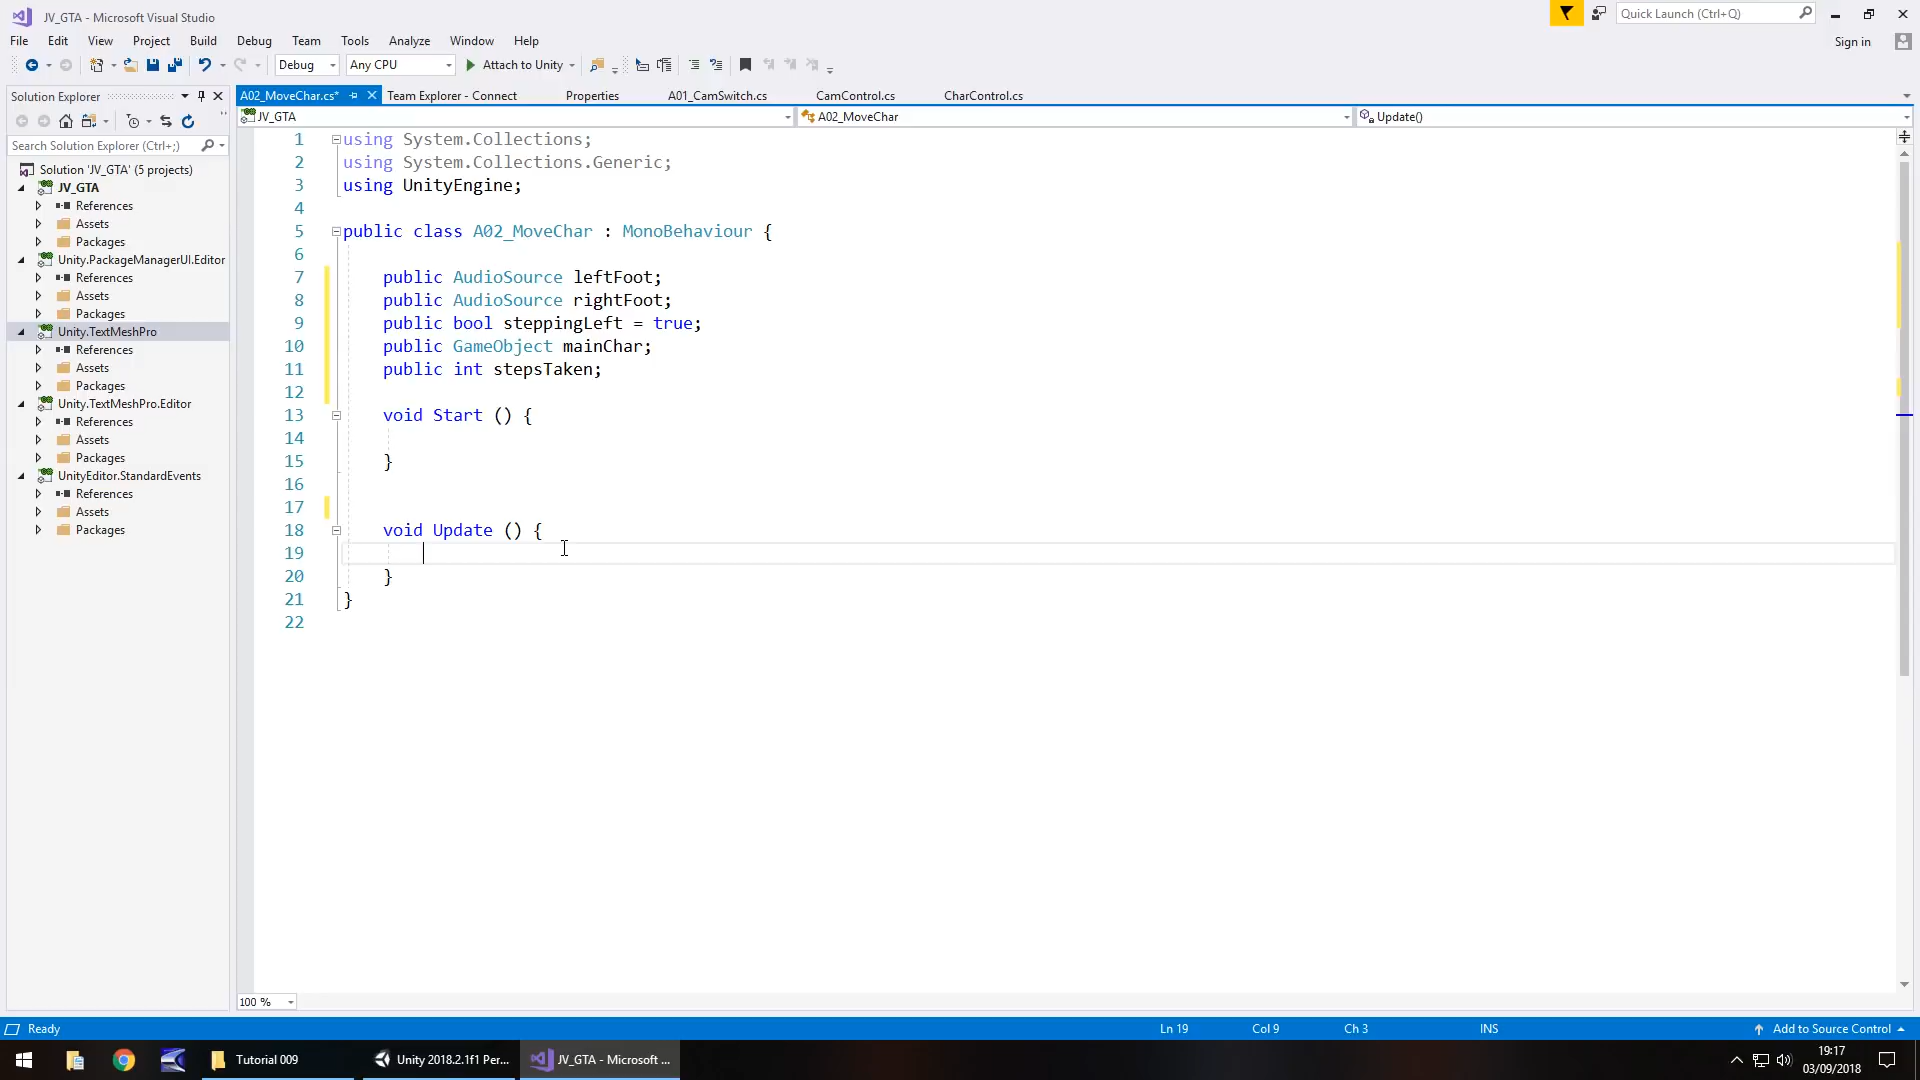 JV_GTA - Microsoft Visual Studio
Quick Launch (Ctrl+Q)
File Edit View Project Build Debug Team Tools Analyze Window Help
Sign in
Debug Any CPU Attach to Unity
Solution Explorer
A02_MoveChar.cs* Team Explorer - Connect Properties A01_CamSwitch.cs CamControl.cs CharControl.cs
JV_GTA A02_MoveChar Update()
Search Solution Explorer (Ctrl+;)
Solution 'JV_GTA' (5 projects)
JV_GTA
References
Assets
Packages
Unity.PackageManagerUI.Editor
References
Assets
Packages
Unity.TextMeshPro
References
Assets
Packages
Unity.TextMeshPro.Editor
References
Assets
Packages
UnityEditor.StandardEvents
References
Assets
Packages
1 using System.Collections;
2 using System.Collections.Generic;
3 using UnityEngine;
4
5 public class A02_MoveChar : MonoBehaviour {
6
7 public AudioSource leftFoot;
8 public AudioSource rightFoot;
9 public bool steppingLeft = true;
10 public GameObject mainChar;
11 public int stepsTaken;
12
13 void Start () {
14
15 }
16
17
18 void Update () {
19
20 }
21 }
22
100 %
Ready Ln 19 Col 9 Ch 3 INS Add to Source Control
Tutorial 009 Unity 2018.2.1f1 Per... JV_GTA - Microsoft ... 19:17
03/09/2018